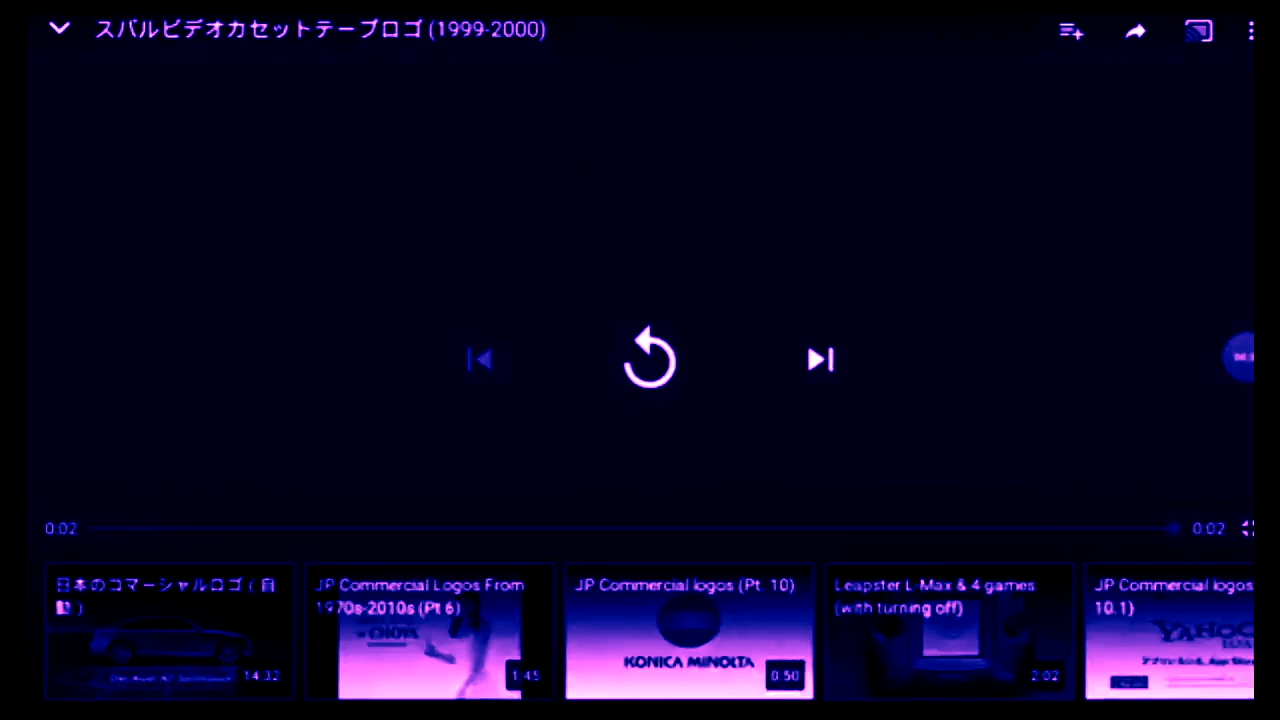 スバルビデオカセットテープロゴ (1999-2000)
0:02
0:02
日本のコマーシャルロゴ ( 自
動 )
14:32
JP Commercial Logos From
1970s-2010s (Pt 6)
1:45
JP Commercial logos (Pt. 10)
KONICA MINOLTA
0:50
Leapster L-Max & 4 games
(with turning off)
2:02
JP Commercial logos
10.1)